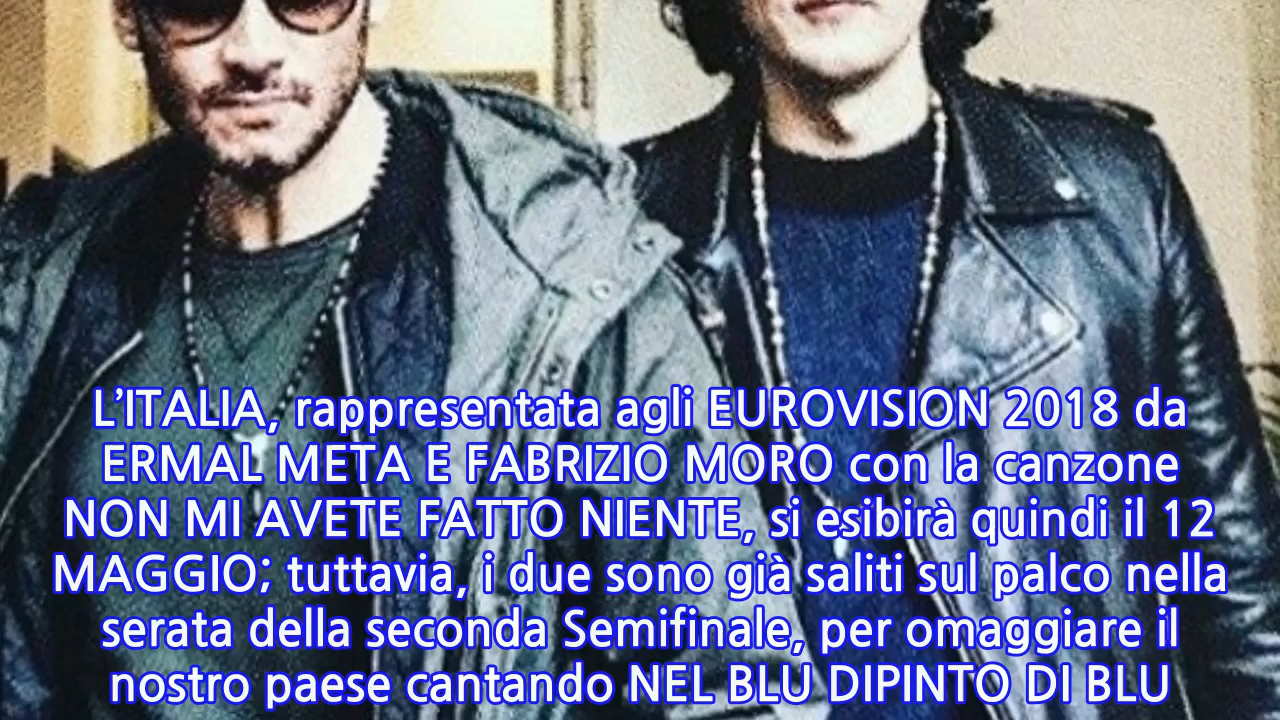 L’ITALIA, rappresentata agli EUROVISION 2018 da
ERMAL META E FABRIZIO MORO con la canzone
NON MI AVETE FATTO NIENTE, si esibirà quindi il 12
MAGGIO; tuttavia, i due sono già saliti sul palco nella
serata della seconda Semifinale, per omaggiare il
nostro paese cantando NEL BLU DIPINTO DI BLU